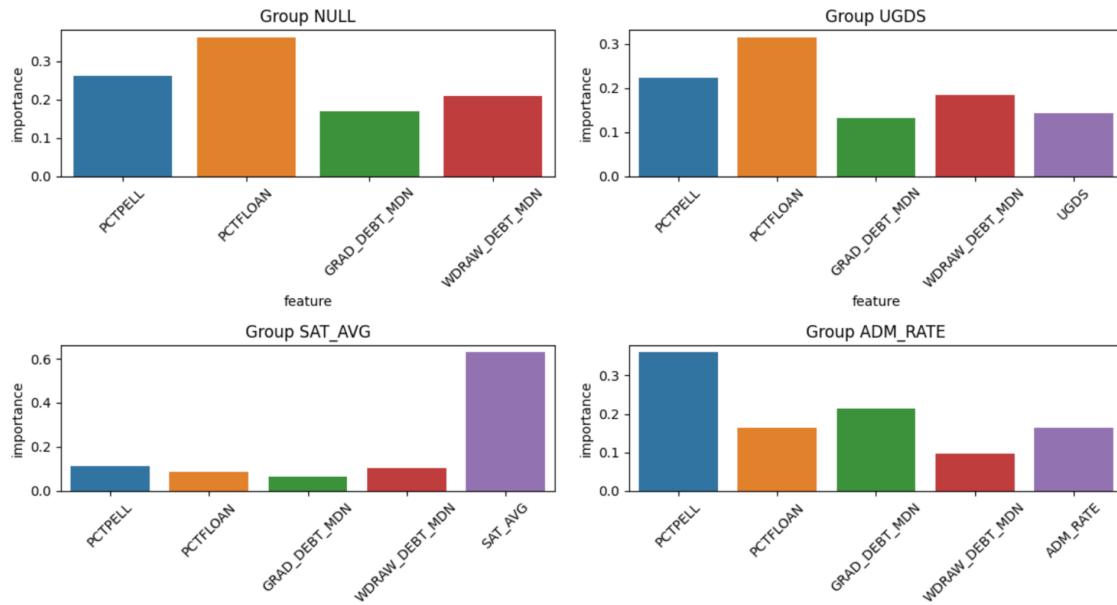 Group NULL
importance
0.3
0.2
0.1
0.0
PCTPELL
PCTFLOAN
GRAD_DEBT_MDN
WDRAW_DEBT_MDN
feature
Group UGDS
importance
0.3
0.2
0.1
0.0
PCTPELL
PCTFLOAN
GRAD_DEBT_MDN
WDRAW_DEBT_MDN
UGDS
feature
Group SAT_AVG
importance
0.6
0.4
0.2
0.0
PCTPELL
PCTFLOAN
GRAD_DEBT_MDN
WDRAW_DEBT_MDN
SAT_AVG
Group ADM_RATE
importance
0.3
0.2
0.1
0.0
PCTPELL
PCTFLOAN
GRAD_DEBT_MDN
WDRAW_DEBT_MDN
ADM_RATE